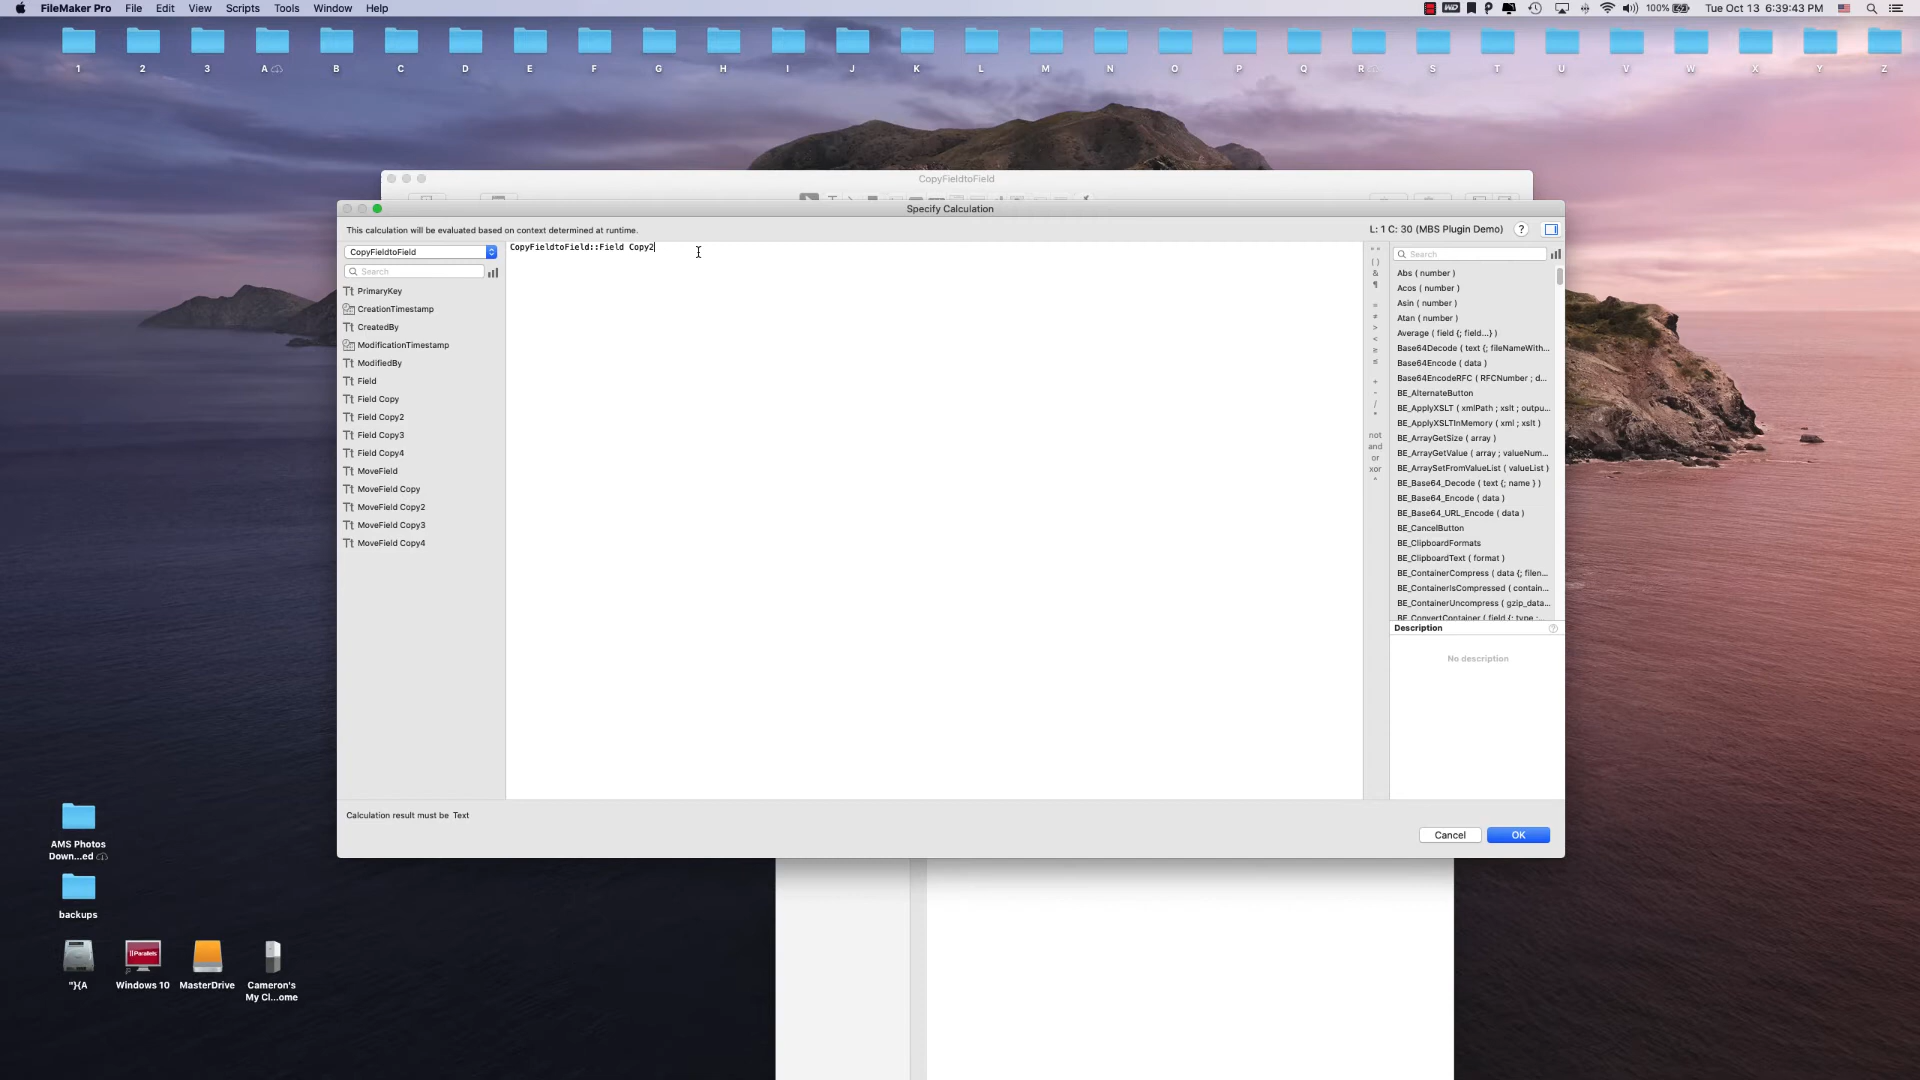 FileMaker Pro File Edit View Scripts Tools Window Help
100% Tue Oct 13 6:39:43 PM
1 2 3 A B C D E F G H I J K L M N O P Q R S T U V W X Y Z
CopyFieldtoField
Specify Calculation
This calculation will be evaluated based on context determined at runtime.
L: 1 C: 30 (MBS Plugin Demo) ?
CopyFieldtoField
Search
PrimaryKey
CreationTimestamp
CreatedBy
ModificationTimestamp
ModifiedBy
Field
Field Copy
Field Copy2
Field Copy3
Field Copy4
MoveField
MoveField Copy
MoveField Copy2
MoveField Copy3
MoveField Copy4
CopyFieldtoField::Field Copy2
" "
( )
&
¶
=
≠
>
<
≥
≤
+
-
/
*
not
and
or
xor
^
Search
Abs ( number )
Acos ( number )
Asin ( number )
Atan ( number )
Average ( field {; field...} )
Base64Decode ( text {; fileNameWith...
Base64Encode ( data )
Base64EncodeRFC ( RFCNumber ; d...
BE_AlternateButton
BE_ApplyXSLT ( xmlPath ; xslt ; outpu...
BE_ApplyXSLTInMemory ( xml ; xslt )
BE_ArrayGetSize ( array )
BE_ArrayGetValue ( array ; valueNum...
BE_ArraySetFromValueList ( valueList )
BE_Base64_Decode ( text {; name } )
BE_Base64_Encode ( data )
BE_Base64_URL_Encode ( data )
BE_CancelButton
BE_ClipboardFormats
BE_ClipboardText ( format )
BE_ContainerCompress ( data {; filen...
BE_ContainerIsCompressed ( contain...
BE_ContainerUncompress ( gzip_data...
BE_ConvertContainer ( field {; type ;...
Description
?
No description
Calculation result must be Text
Cancel
OK
AMS Photos
Down...ed
backups
"}{A
Parallels
Windows 10
MasterDrive
Cameron's
My Cl...ome